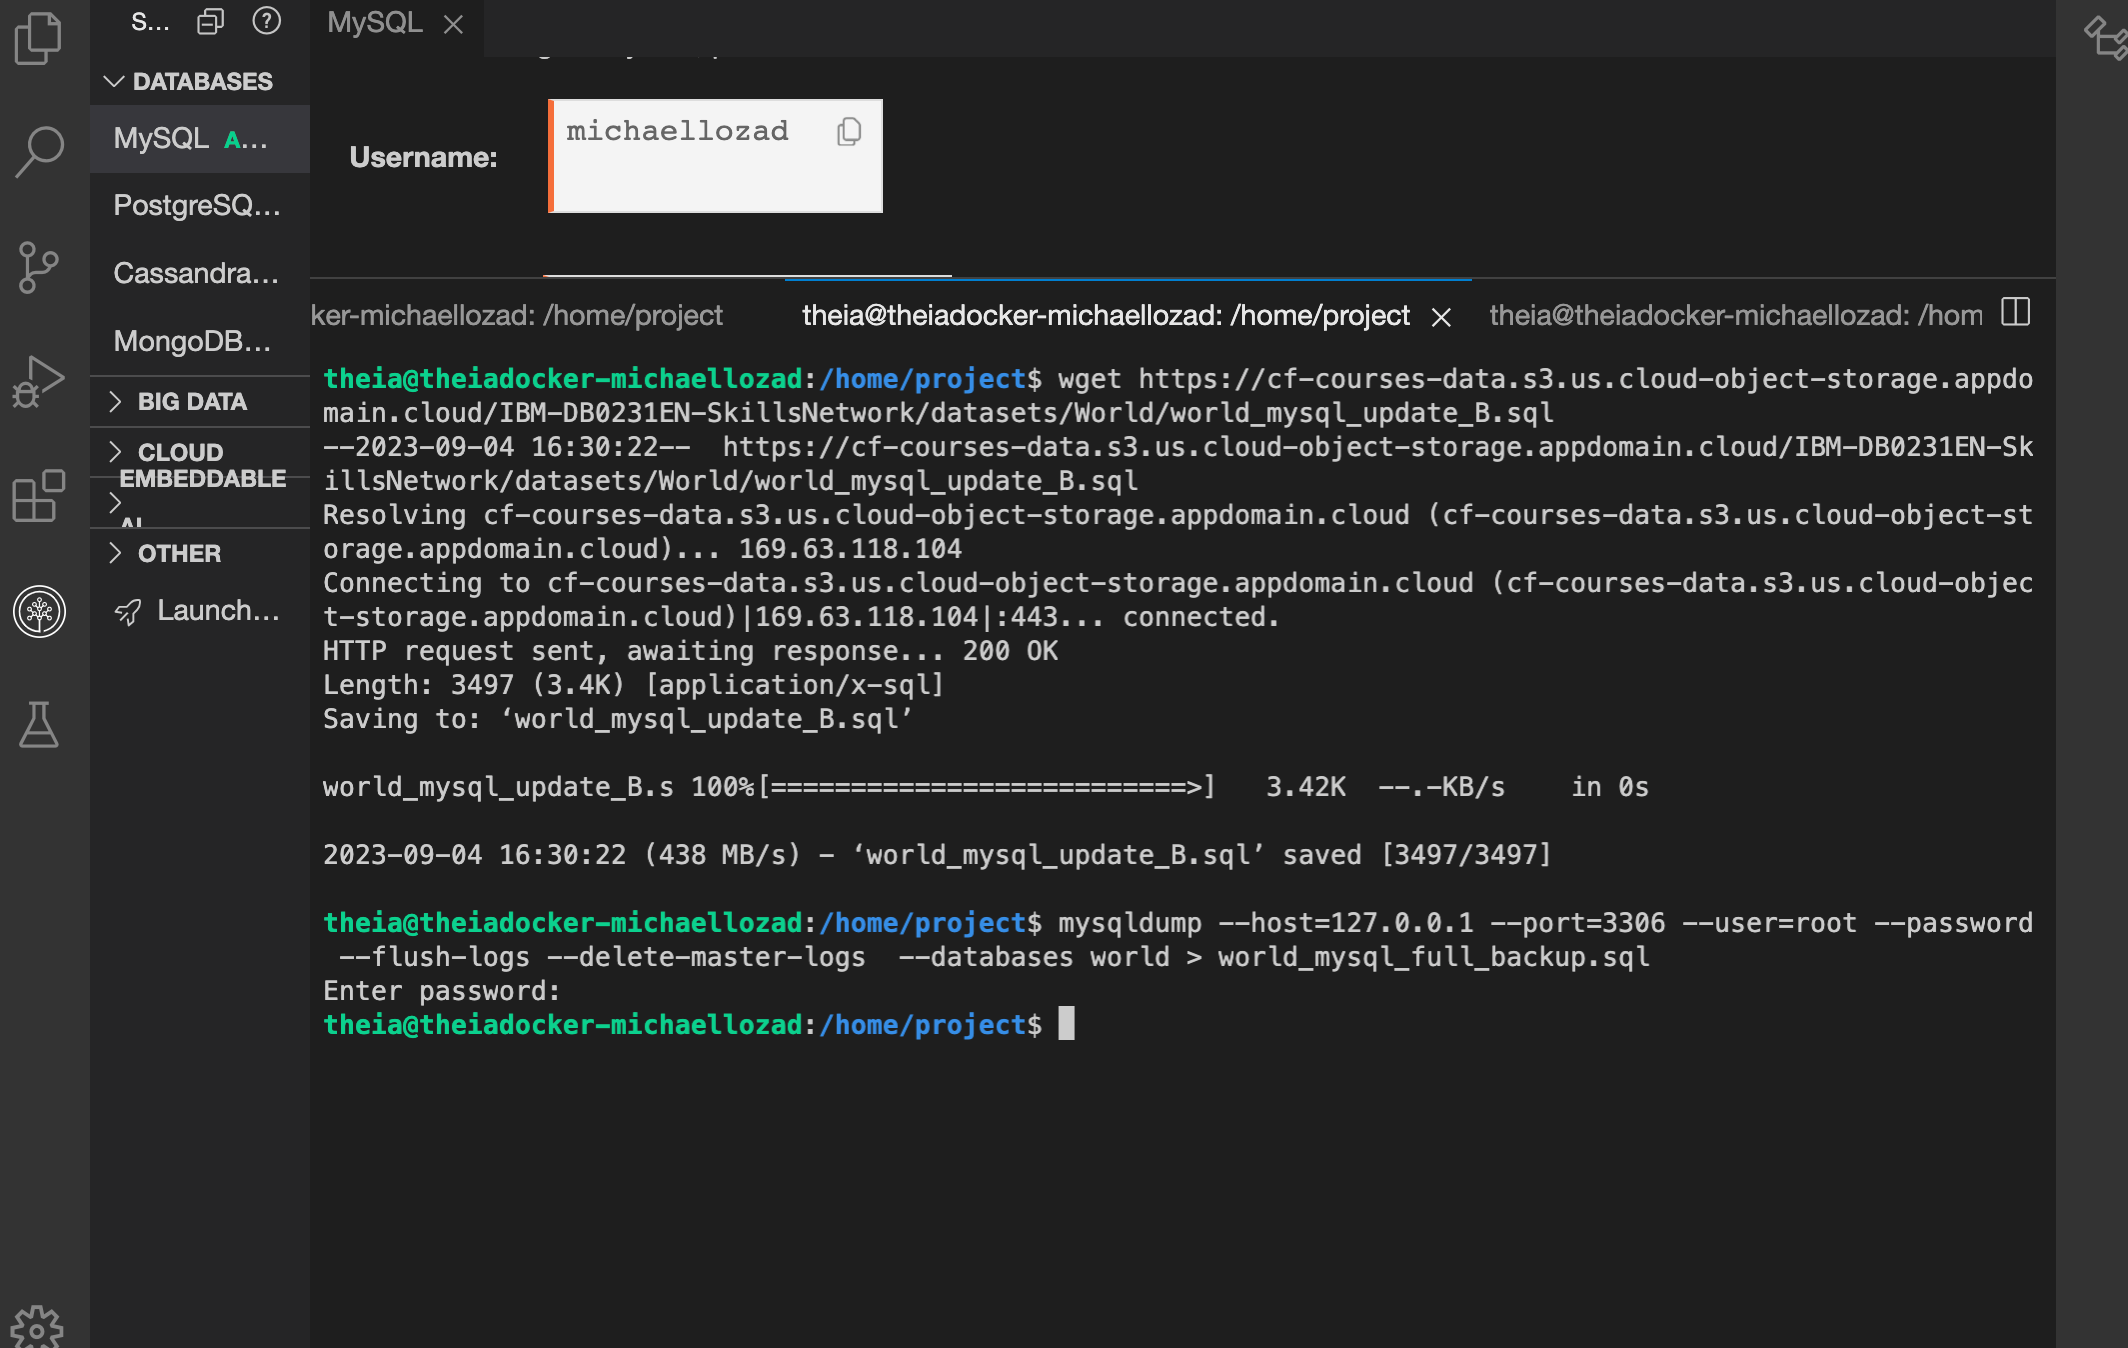 S...
MySQL
DATABASES
MySQL A...
PostgreSQ...
Cassandra...
MongoDB...
BIG DATA
CLOUD
EMBEDDABLE
OTHER
Launch...
Username:
michaellozad
ker-michaellozad: /home/project
theia@theiadocker-michaellozad: /home/project
theia@theiadocker-michaellozad: /hom
theia@theiadocker-michaellozad:/home/project$ wget https://cf-courses-data.s3.us.cloud-object-storage.appdo
main.cloud/IBM-DB0231EN-SkillsNetwork/datasets/World/world_mysql_update_B.sql
--2023-09-04 16:30:22--  https://cf-courses-data.s3.us.cloud-object-storage.appdomain.cloud/IBM-DB0231EN-Sk
illsNetwork/datasets/World/world_mysql_update_B.sql
Resolving cf-courses-data.s3.us.cloud-object-storage.appdomain.cloud (cf-courses-data.s3.us.cloud-object-st
orage.appdomain.cloud)... 169.63.118.104
Connecting to cf-courses-data.s3.us.cloud-object-storage.appdomain.cloud (cf-courses-data.s3.us.cloud-objec
t-storage.appdomain.cloud)|169.63.118.104|:443... connected.
HTTP request sent, awaiting response... 200 OK
Length: 3497 (3.4K) [application/x-sql]
Saving to: ‘world_mysql_update_B.sql’
world_mysql_update_B.s 100%[==========================>]   3.42K  --.-KB/s    in 0s
2023-09-04 16:30:22 (438 MB/s) - ‘world_mysql_update_B.sql’ saved [3497/3497]
theia@theiadocker-michaellozad:/home/project$ mysqldump --host=127.0.0.1 --port=3306 --user=root --password
 --flush-logs --delete-master-logs  --databases world > world_mysql_full_backup.sql
Enter password:
theia@theiadocker-michaellozad:/home/project$